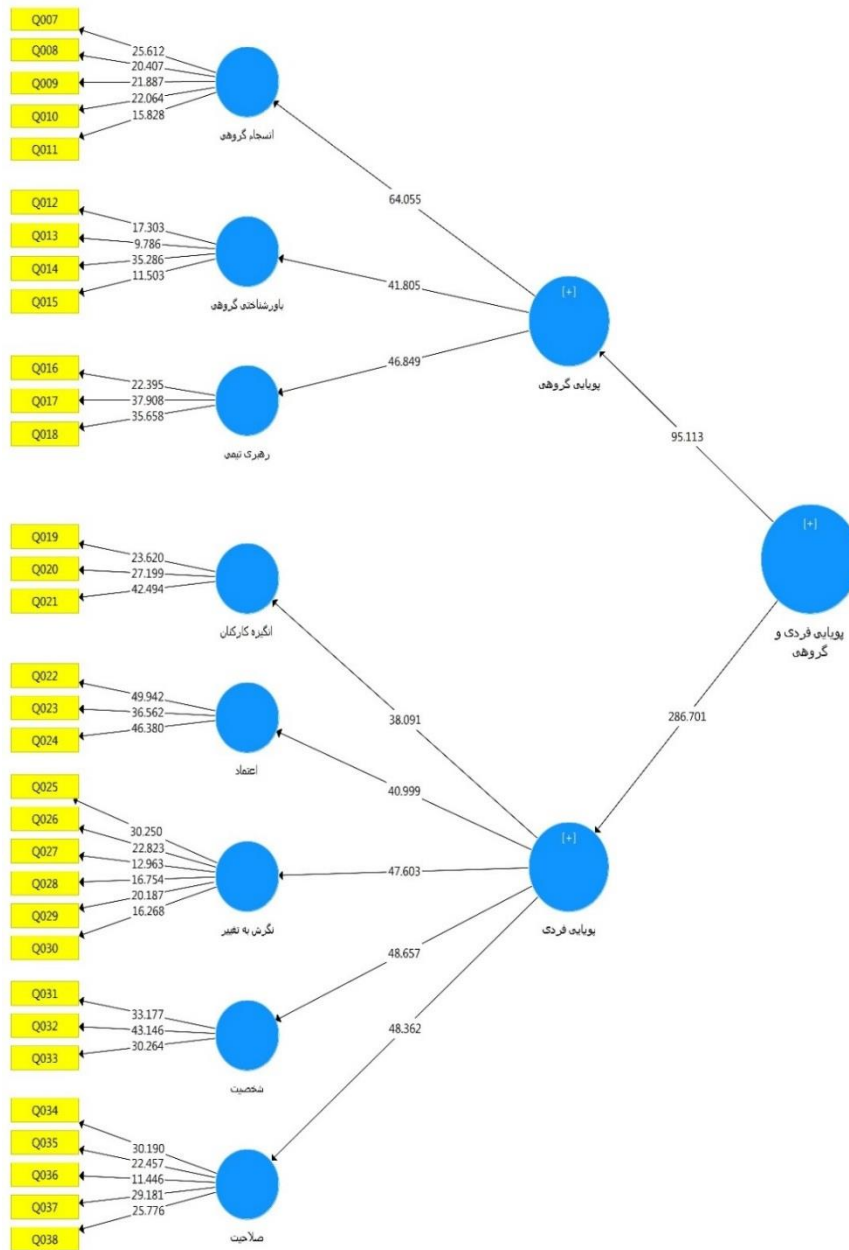 Q007
Q008
Q009
Q010
Q011
25.612
20.407
21.887
22.064
15.828
انسجام گروهی
Q012
Q013
Q014
Q015
17.303
9.786
35.286
11.503
باورشناختی گروهی
Q016
Q017
Q018
22.395
37.908
35.658
رهبری تیمی
64.055
41.805
46.849
[+]
پویایی گروهی
95.113
[+]
پویایی فردی و
گروهی
286.701
Q019
Q020
Q021
23.620
27.199
42.494
انگیزه کارکنان
Q022
Q023
Q024
49.942
36.562
46.380
اعتماد
Q025
Q026
Q027
Q028
Q029
Q030
30.250
22.823
12.963
16.754
20.187
16.268
نگرش به تغییر
Q031
Q032
Q033
33.177
43.146
30.264
شخصیت
Q034
Q035
Q036
Q037
Q038
30.190
22.457
11.446
29.181
25.776
صلاحیت
38.091
40.999
47.603
48.657
48.362
[+]
پویایی فردی